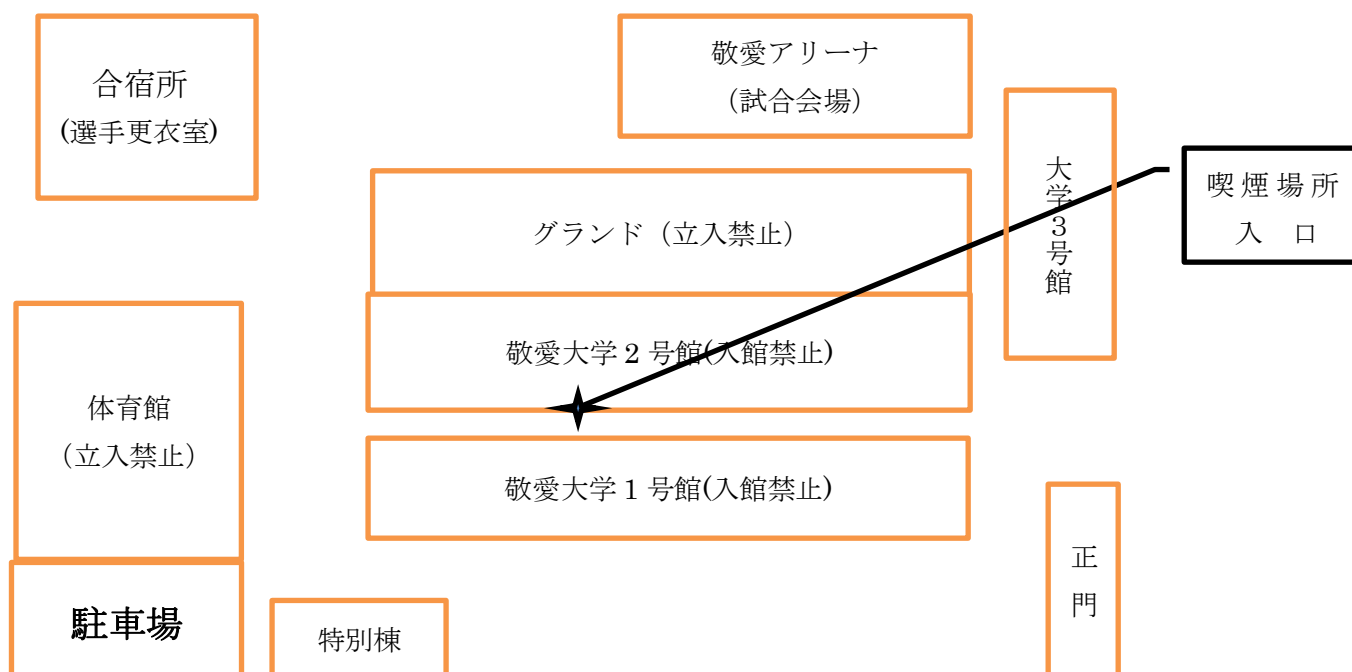 合宿所
(選手更衣室)
敬愛アリーナ
（試合会場）
大学３号館
喫煙場所
入　口
グランド（立入禁止）
敬愛大学 2 号館(入館禁止)
体育館
（立入禁止）
敬愛大学 1 号館(入館禁止)
正門
駐車場
特別棟